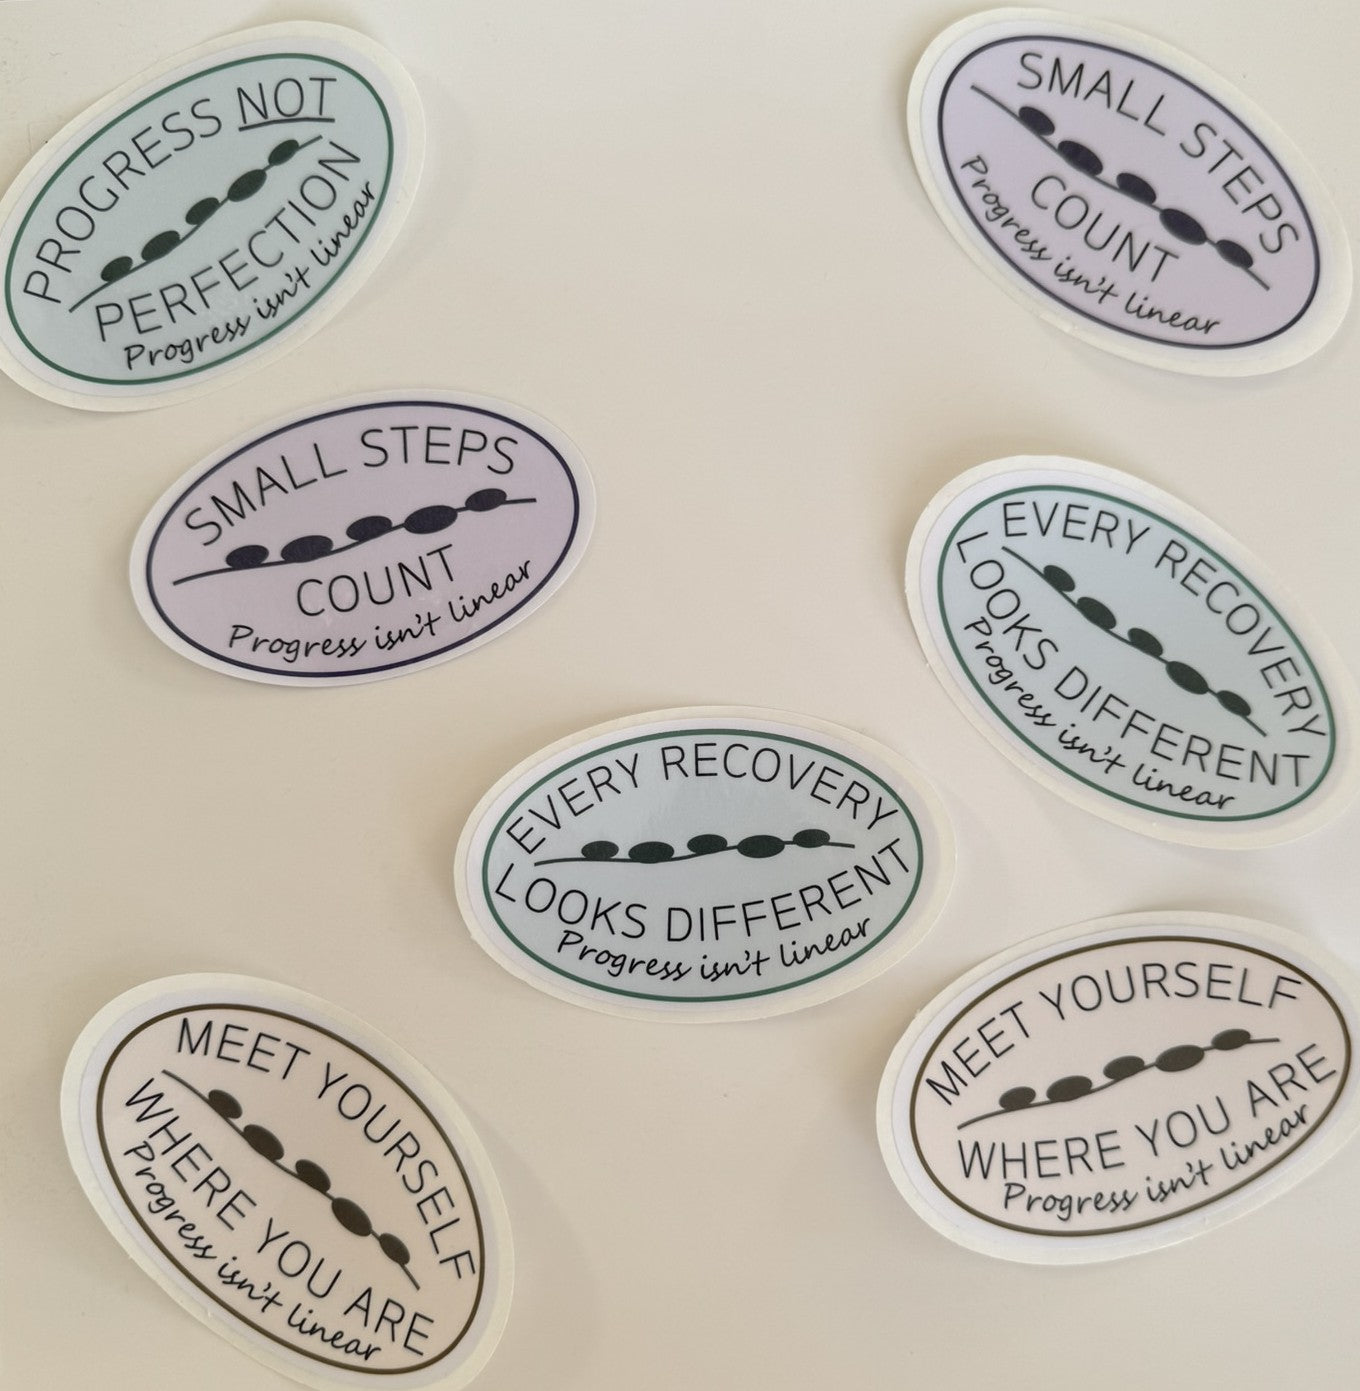 PROGRESS NOT
PERFECTION
Progress isn't linear
SMALL STEPS
COUNT
Progress isn't linear
SMALL STEPS
COUNT
Progress isn't linear
EVERY RECOVERY
LOOKS DIFFERENT
Progress isn't linear
EVERY RECOVERY
LOOKS DIFFERENT
Progress isn't linear
MEET YOURSELF
WHERE YOU ARE
Progress isn't linear
MEET YOURSELF
WHERE YOU ARE
Progress isn't linear